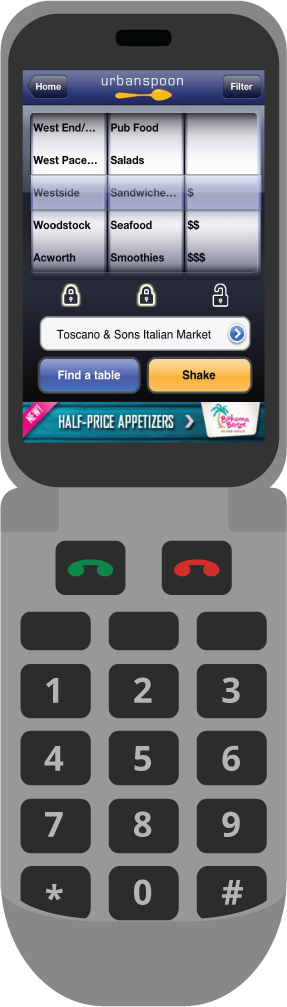 Home
urbanspoon
Filter
West End/... Pub Food
West Pace... Salads
Westside Sandwiche... $
Woodstock Seafood $$
Acworth Smoothies $$$
Toscano & Sons Italian Market
Find a table Shake
NEW! HALF-PRICE APPETIZERS Bahama Breeze
1 2 3
4 5 6
7 8 9
* 0 #